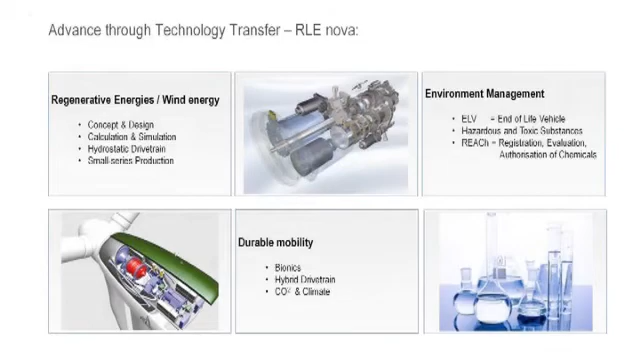 Advance through Technology Transfer – RLE nova:
Regenerative Energies / Wind energy
• Concept & Design
• Calculation & Simulation
• Hydrostatic Drivetrain
• Small-series Production
Environment Management
• ELV = End of Life Vehicle
• Hazardous and Toxic Substances
• REACh = Registration, Evaluation,
Authorisation of Chemicals
Durable mobility
• Bionics
• Hybrid Drivetrain
• CO² & Climate